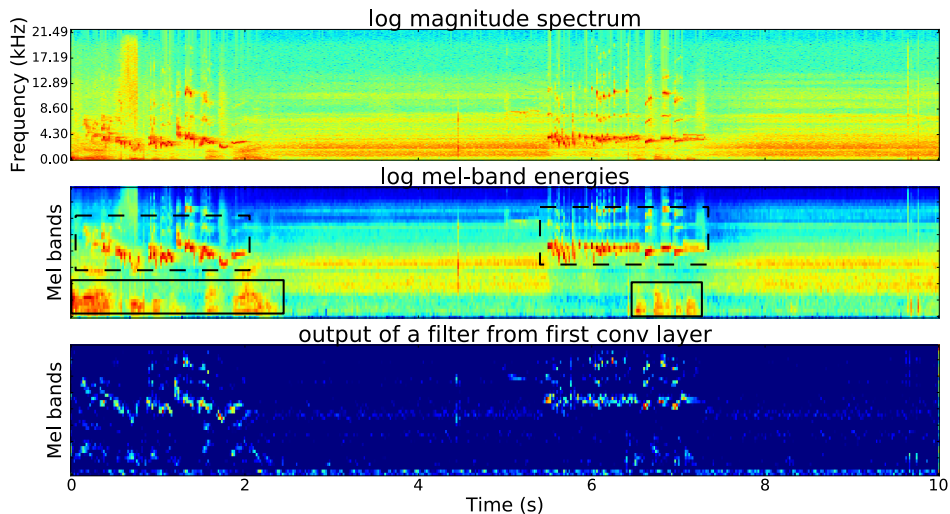 log magnitude spectrum
Frequency (kHz)
21.49
17.19
12.89
8.60
4.30
0.00
log mel-band energies
Mel bands
output of a filter from first conv layer
Mel bands
0 2 4 6 8 10
Time (s)